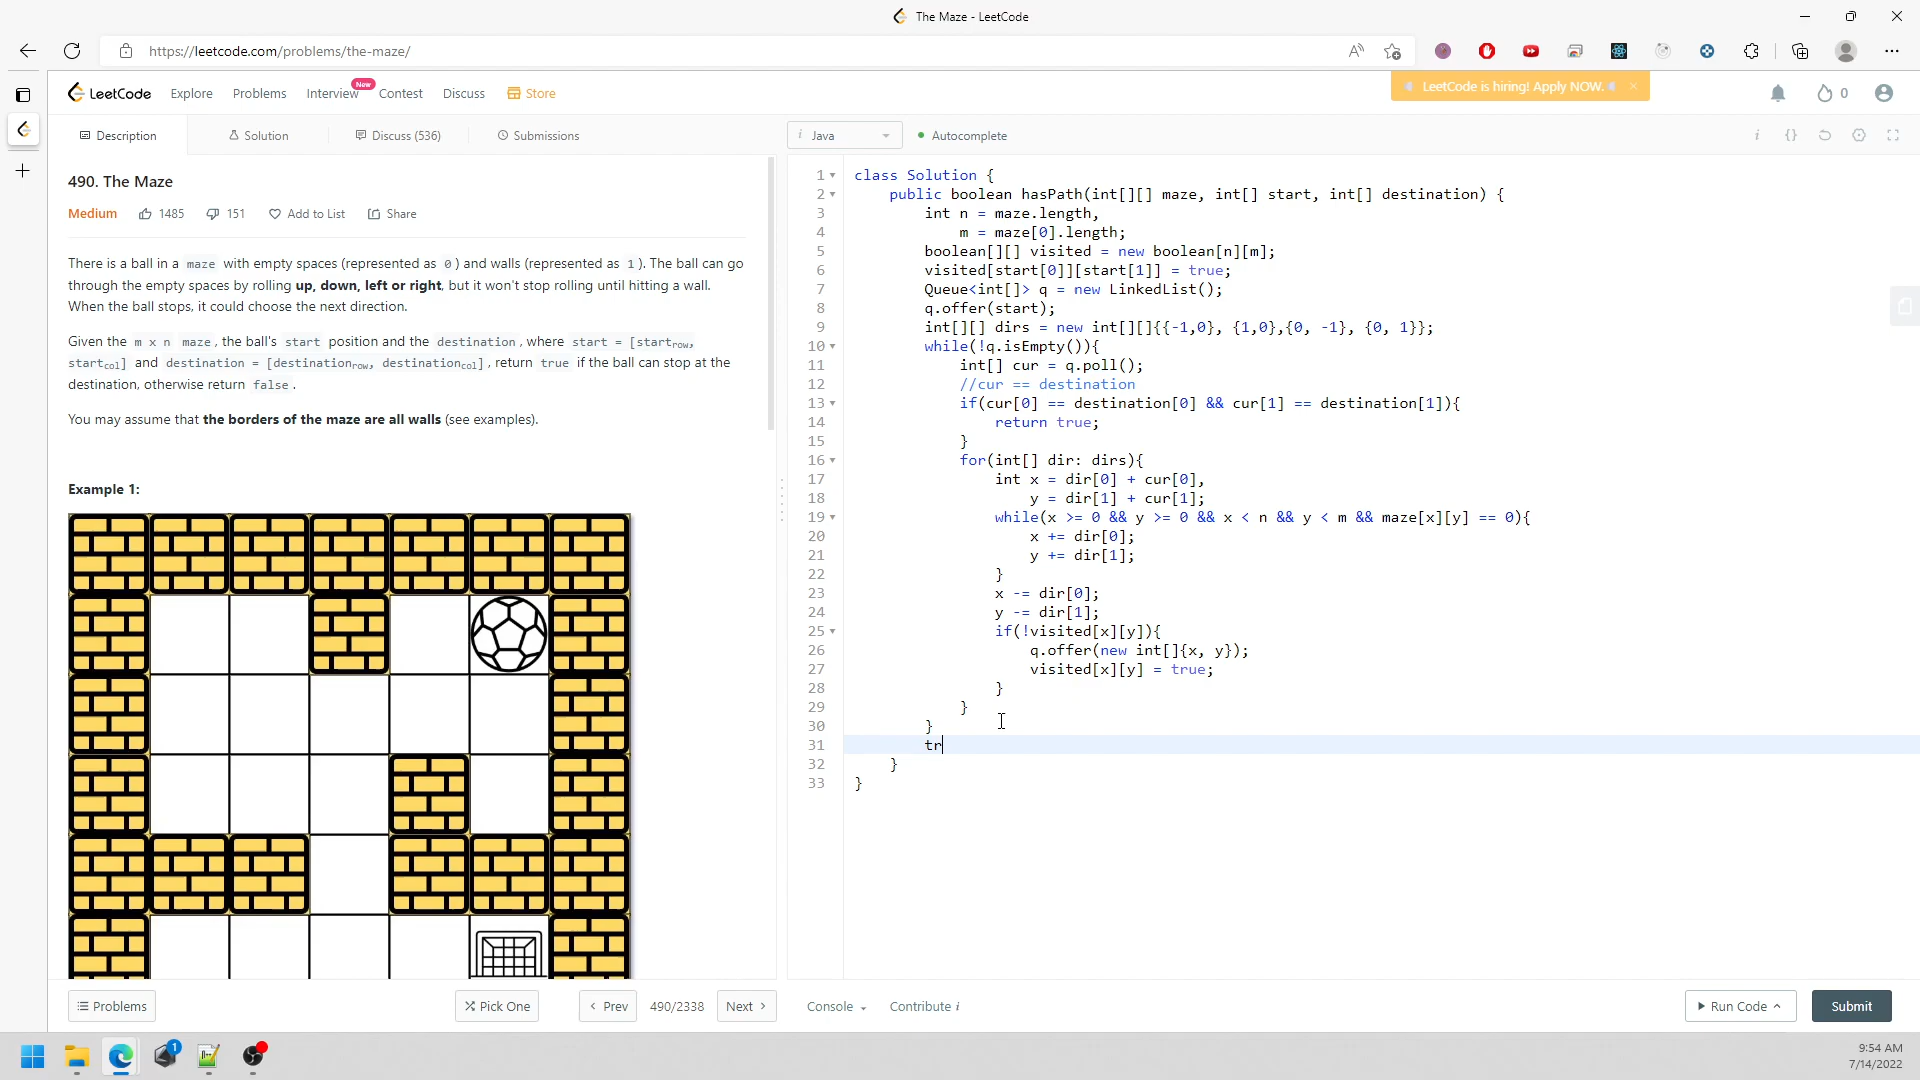 The Maze - LeetCode
https://leetcode.com/problems/the-maze/
LeetCode Explore Problems Interview New Contest Discuss Store
LeetCode is hiring! Apply NOW.
0
Description Solution Discuss (536) Submissions
i Java Autocomplete
490. The Maze
Medium 1485 151 Add to List Share
There is a ball in a maze with empty spaces (represented as 0) and walls (represented as 1). The ball can go
through the empty spaces by rolling up, down, left or right, but it won't stop rolling until hitting a wall.
When the ball stops, it could choose the next direction.
Given the m x n maze, the ball's start position and the destination, where start = [startrow,
startcol] and destination = [destinationrow, destinationcol], return true if the ball can stop at the
destination, otherwise return false.
You may assume that the borders of the maze are all walls (see examples).
Example 1:
1 class Solution {
2 public boolean hasPath(int[][] maze, int[] start, int[] destination) {
3 int n = maze.length,
4 m = maze[0].length;
5 boolean[][] visited = new boolean[n][m];
6 visited[start[0]][start[1]] = true;
7 Queue<int[]> q = new LinkedList();
8 q.offer(start);
9 int[][] dirs = new int[][]{{-1,0}, {1,0},{0, -1}, {0, 1}};
10 while(!q.isEmpty()){
11 int[] cur = q.poll();
12 //cur == destination
13 if(cur[0] == destination[0] && cur[1] == destination[1]){
14 return true;
15 }
16 for(int[] dir: dirs){
17 int x = dir[0] + cur[0],
18 y = dir[1] + cur[1];
19 while(x >= 0 && y >= 0 && x < n && y < m && maze[x][y] == 0){
20 x += dir[0];
21 y += dir[1];
22 }
23 x -= dir[0];
24 y -= dir[1];
25 if(!visited[x][y]){
26 q.offer(new int[]{x, y});
27 visited[x][y] = true;
28 }
29 }
30 }
31 tr
32 }
33 }
Problems Pick One Prev 490/2338 Next Console Contribute i Run Code Submit
1
9:54 AM
7/14/2022